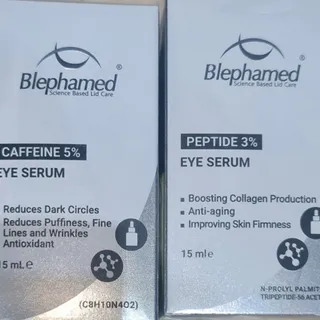 Blephamed®
Science Based Lid Care
CAFFEINE 5%
EYE SERUM
Reduces Dark Circles
Reduces Puffiness, Fine
Lines and Wrinkles
Antioxidant
15 mL e
(C8H10N4O2)
Blephamed®
Science Based Lid Care
PEPTIDE 3%
EYE SERUM
• Boosting Collagen Production
• Anti-aging
• Improving Skin Firmness
15 ml e
N-PROLYL PALMIT
TRIPEPTIDE-56 ACET